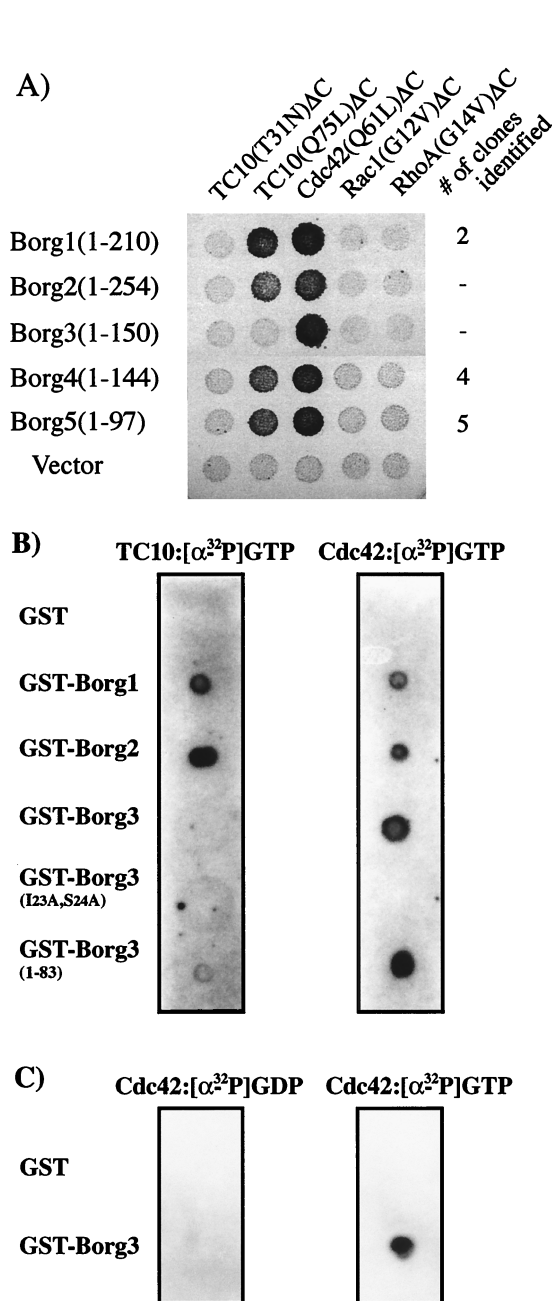 A)
TC10(T31N)ΔC
TC10(Q75L)ΔC
Cdc42(Q61L)ΔC
Rac1(G12V)ΔC
RhoA(G14V)ΔC
# of clones
identified
Borg1(1-210)
2
Borg2(1-254)
-
Borg3(1-150)
-
Borg4(1-144)
4
Borg5(1-97)
5
Vector
B)
TC10:[α-³²P]GTP
Cdc42:[α-³²P]GTP
GST
GST-Borg1
GST-Borg2
GST-Borg3
GST-Borg3
(I23A,S24A)
GST-Borg3
(1-83)
C)
Cdc42:[α-³²P]GDP
Cdc42:[α-³²P]GTP
GST
GST-Borg3